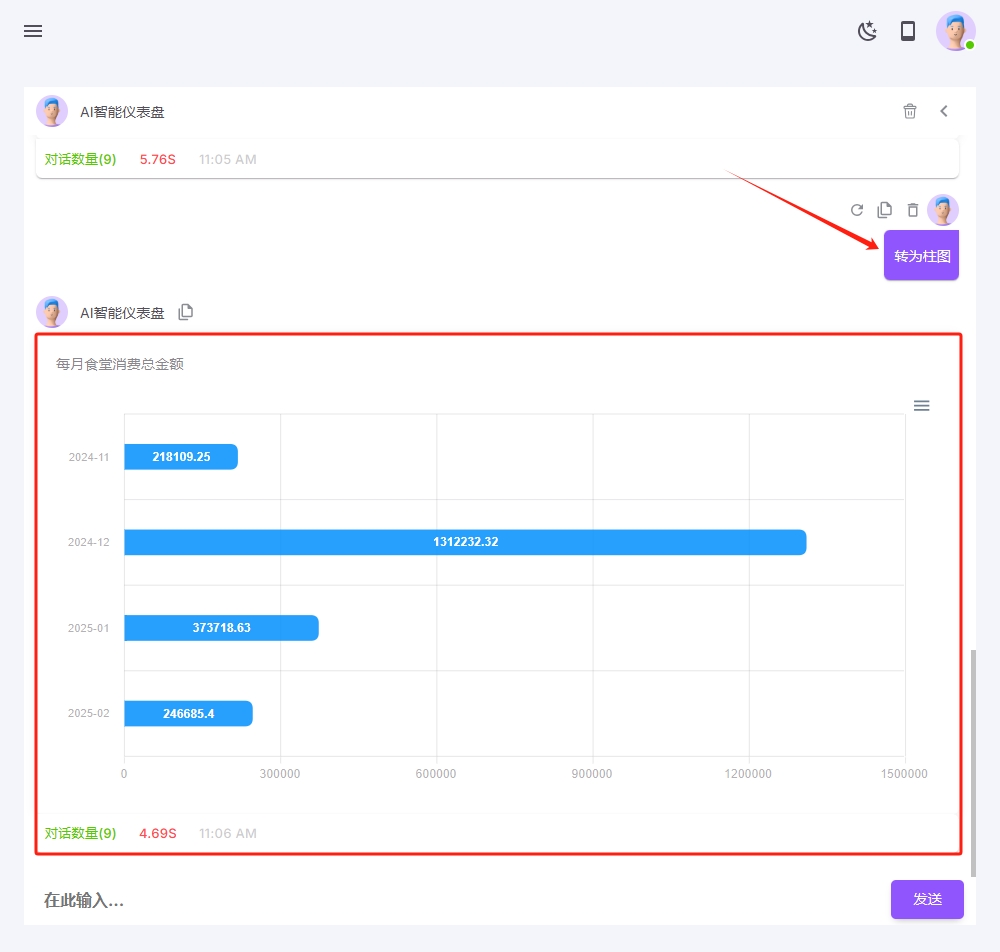 AI智能仪表盘
对话数量(9) 5.76S 11:05 AM
转为柱图
AI智能仪表盘
每月食堂消费总金额
2024-11 218109.25
2024-12 1312232.32
2025-01 373718.63
2025-02 246685.4
0 300000 600000 900000 1200000 1500000
对话数量(9) 4.69S 11:06 AM
在此输入... 发送